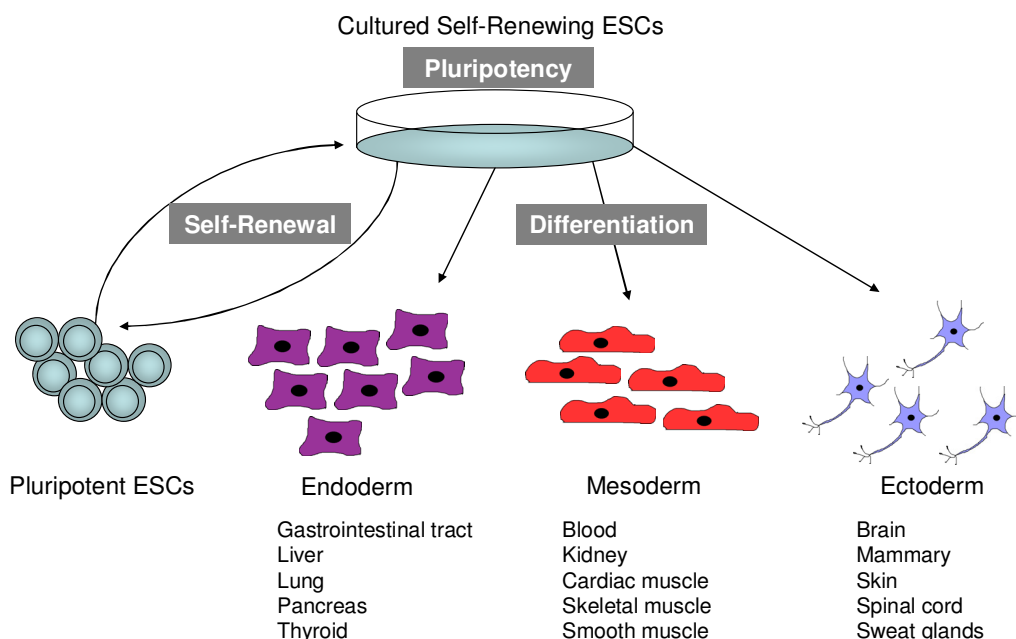 Cultured Self-Renewing ESCs
Pluripotency
Self-Renewal
Differentiation
Pluripotent ESCs
Endoderm
Gastrointestinal tract
Liver
Lung
Pancreas
Thyroid
Mesoderm
Blood
Kidney
Cardiac muscle
Skeletal muscle
Smooth muscle
Ectoderm
Brain
Mammary
Skin
Spinal cord
Sweat glands